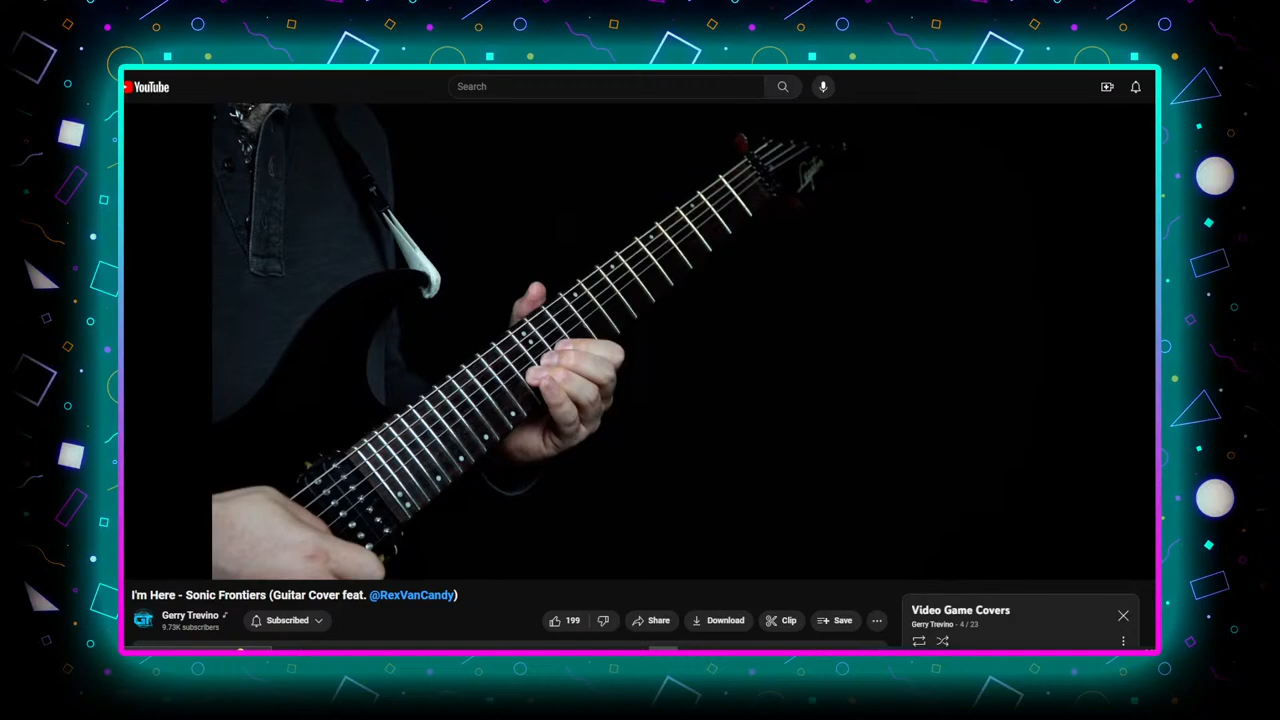 YouTube
Search
I'm Here - Sonic Frontiers (Guitar Cover feat. @RexVanCandy)
Gerry Trevino
9.73K subscribers
Subscribed
199
Share
Download
Clip
Save
Video Game Covers
Gerry Trevino - 4 / 23